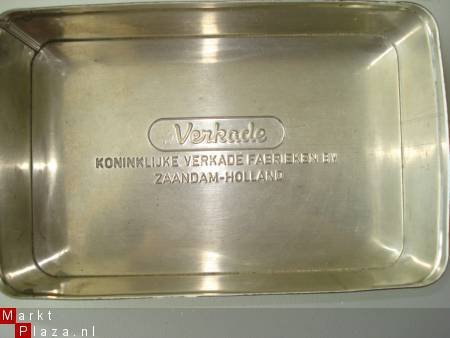 Verkade
KONINKLIJKE VERKADE FABRIEKEN BV
ZAANDAM-HOLLAND
Markt
Plaza.nl